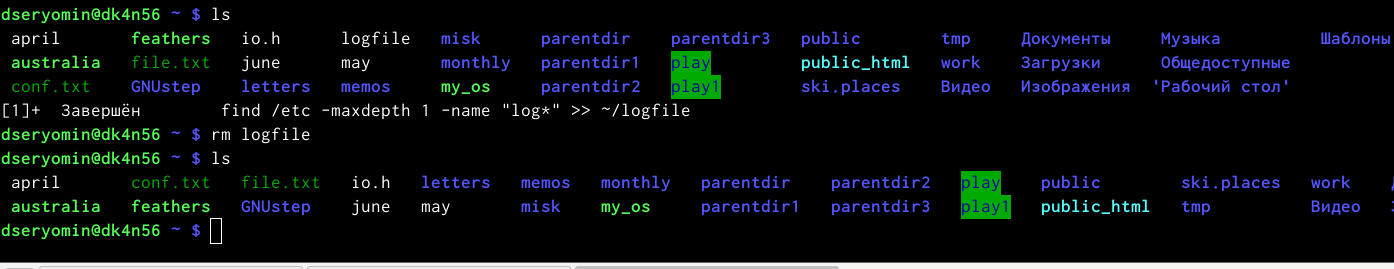 dseryomin@dk4n56 ~ $ ls
april feathers io.h logfile misk parentdir parentdir3 public tmp Документы Музыка Шаблоны
australia file.txt june may monthly parentdir1 play public_html work Загрузки Общедоступные
conf.txt GNUstep letters memos my_os parentdir2 play1 ski.places Видео Изображения 'Рабочий стол'
[1]+ Завершён find /etc -maxdepth 1 -name "log*" >> ~/logfile
dseryomin@dk4n56 ~ $ rm logfile
dseryomin@dk4n56 ~ $ ls
april conf.txt file.txt io.h letters memos monthly parentdir parentdir2 play public ski.places work
australia feathers GNUstep june may misk my_os parentdir1 parentdir3 play1 public_html tmp Видео
dseryomin@dk4n56 ~ $